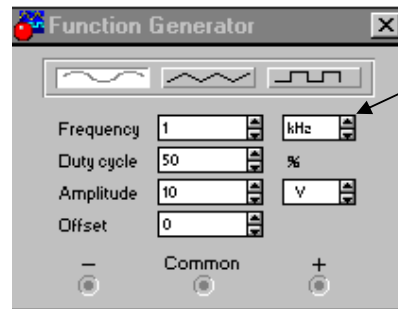 Function Generator
Frequency 1 kHz
Duty cycle 50 %
Amplitude 10 V
Offset 0
− Common +